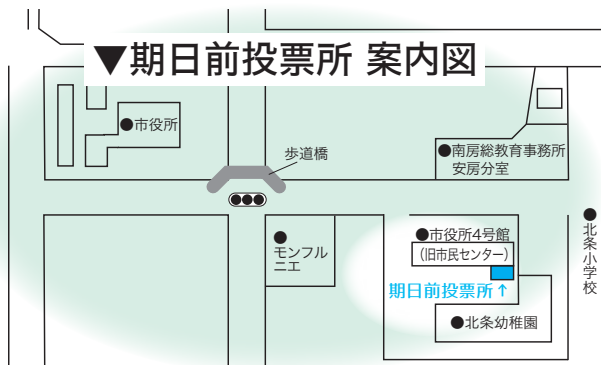 ▼期日前投票所 案内図
●市役所
歩道橋
●南房総教育事務所
安房分室
●
モンフル
ニエ
●市役所4号館
(旧市民センター)
期日前投票所↑
●北条幼稚園
●北条小学校